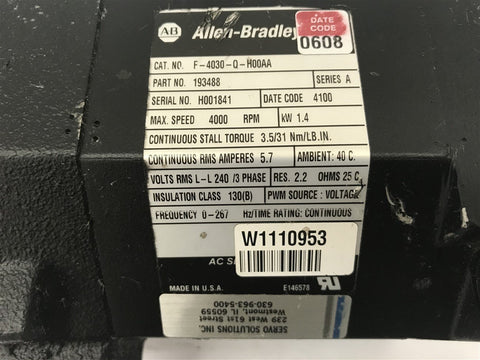 AB Allen-Bradley
DATE CODE
0608
CAT. NO. F-4030-Q-H00AA
PART NO. 193488 SERIES A
SERIAL NO. H001841 DATE CODE 4100
MAX. SPEED 4000 RPM kW 1.4
CONTINUOUS STALL TORQUE 3.5/31 Nm/LB.IN.
CONTINUOUS RMS AMPERES 5.7 AMBIENT: 40 C.
VOLTS RMS L-L 240 /3 PHASE RES. 2.2 OHMS 25 C
INSULATION CLASS 130(B) PWM SOURCE: VOLTAGE
FREQUENCY 0-267 Hz/TIME RATING: CONTINUOUS
W1110953
AC
MADE IN U.S.A. E146578
SERVO SOLUTIONS INC.
239 West 61st Street
Westmont, IL 60559
630-963-5400